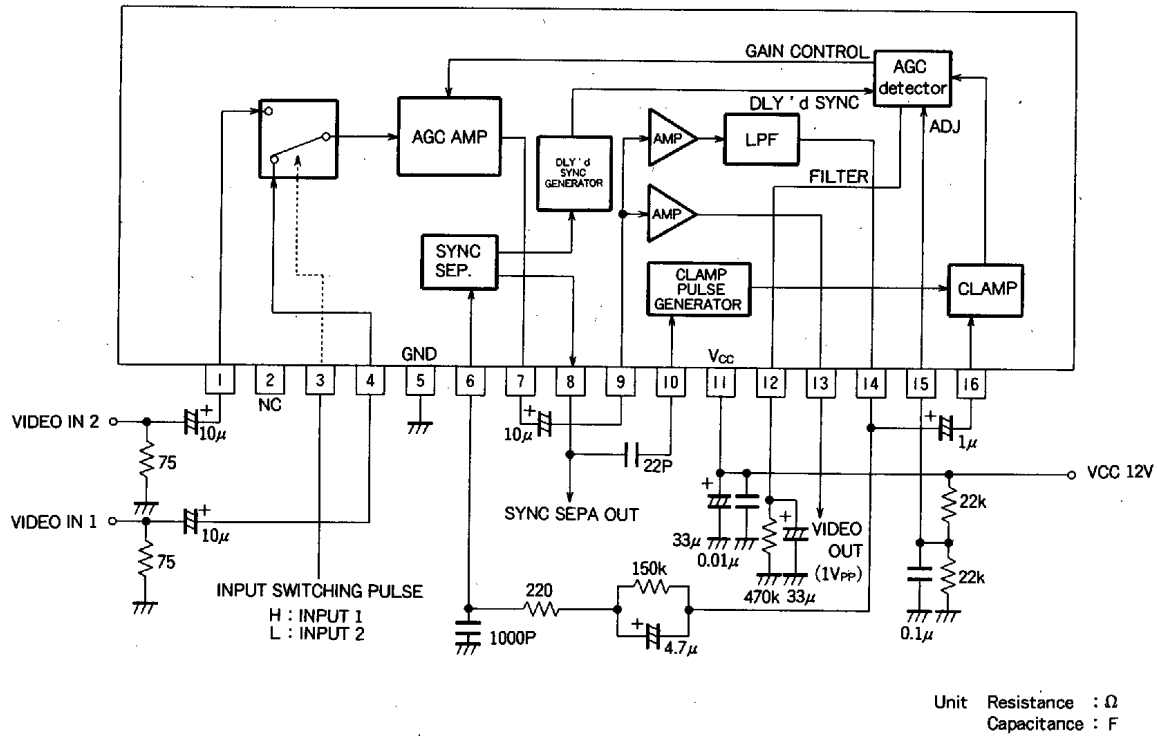 GAIN CONTROL
AGC
detector
DLY'd SYNC
ADJ
AGC AMP
DLY'd
SYNC
GENERATOR
AMP
LPF
FILTER
AMP
SYNC
SEP.
CLAMP
PULSE
GENERATOR
CLAMP
GND
Vcc
1
2
3
4
5
6
7
8
9
10
11
12
13
14
15
16
NC
VIDEO IN 2
+
10μ
75
VIDEO IN 1
+
10μ
75
INPUT SWITCHING PULSE
H : INPUT 1
L : INPUT 2
10μ
+
22P
SYNC SEPA OUT
+
1μ
VCC 12V
+
33μ
0.01μ
+
470k
33μ
VIDEO
OUT
(1VPP)
22k
22k
0.1μ
1000P
220
150k
+
4.7μ
Unit Resistance : Ω
Capacitance : F